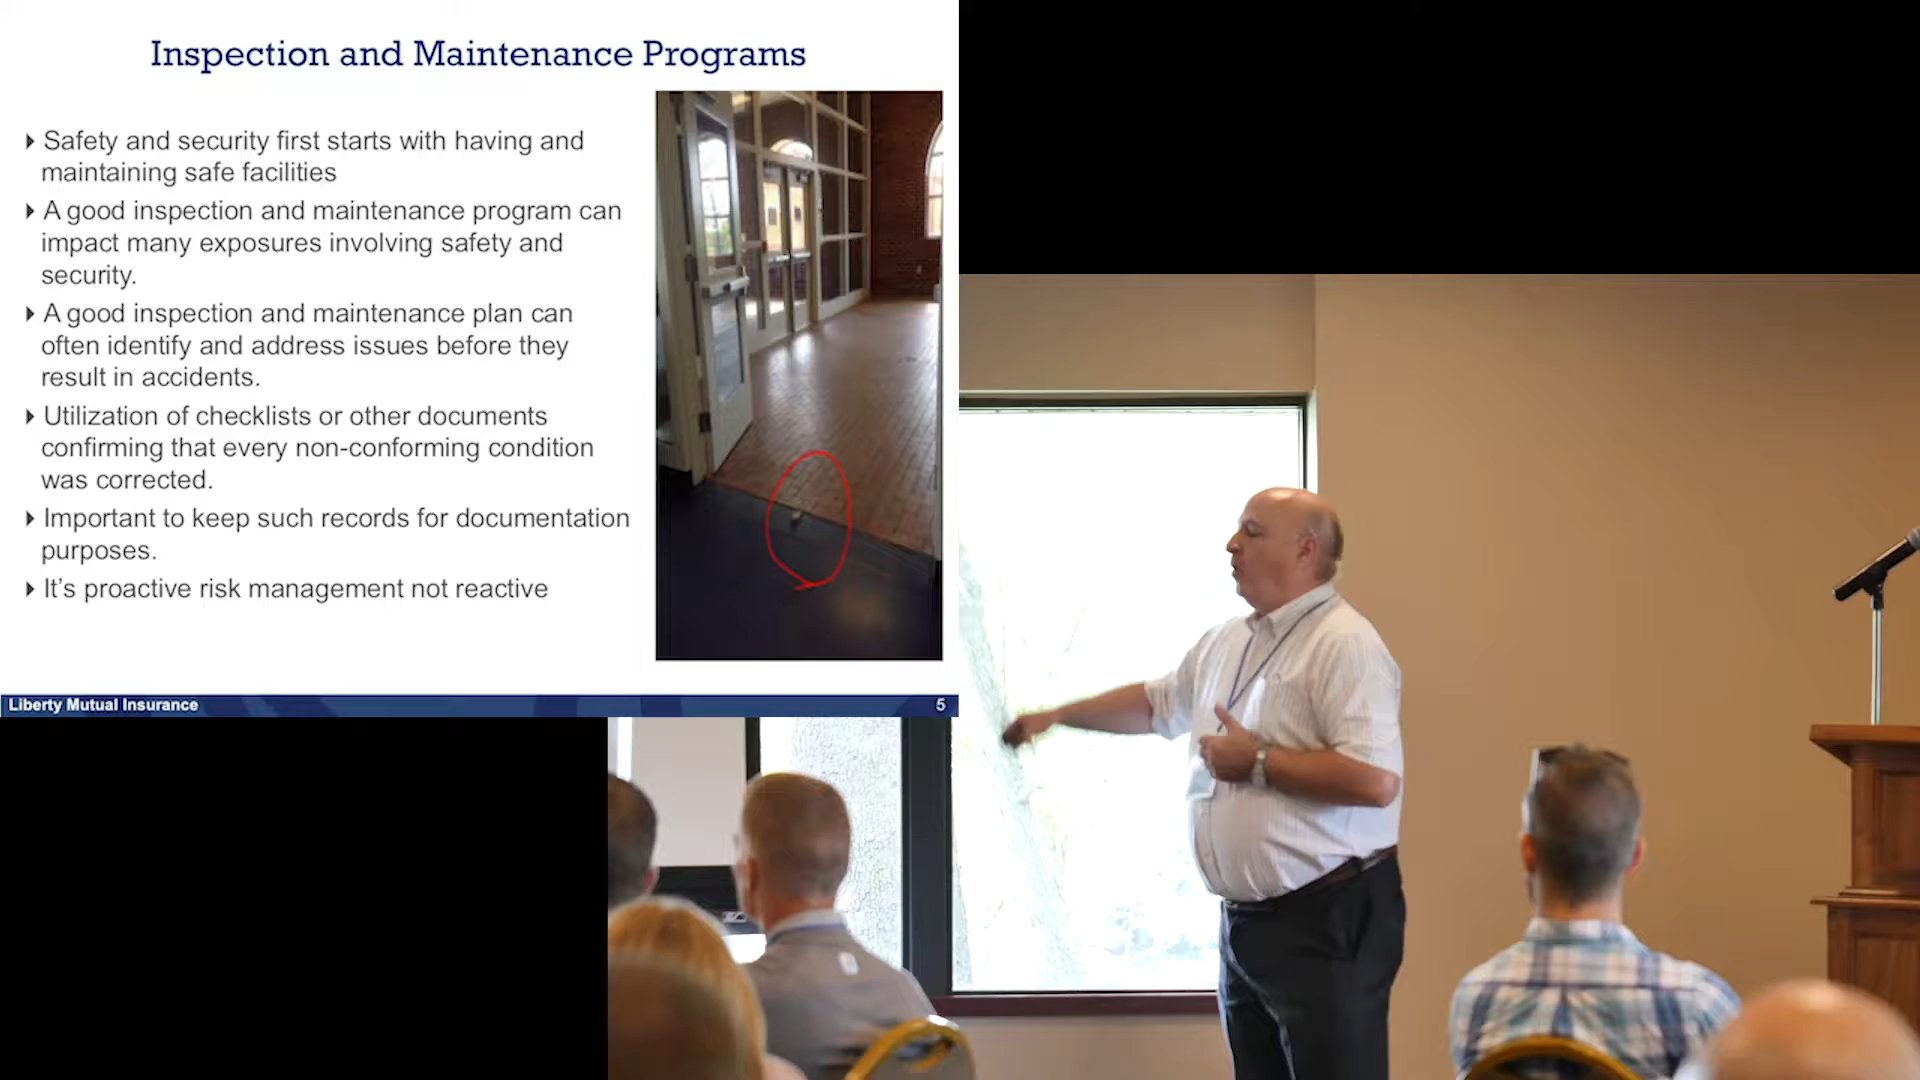 Inspection and Maintenance Programs
Safety and security first starts with having and
maintaining safe facilities
A good inspection and maintenance program can
impact many exposures involving safety and
security.
A good inspection and maintenance plan can
often identify and address issues before they
result in accidents.
Utilization of checklists or other documents
confirming that every non-conforming condition
was corrected.
Important to keep such records for documentation
purposes.
It’s proactive risk management not reactive
Liberty Mutual Insurance 5